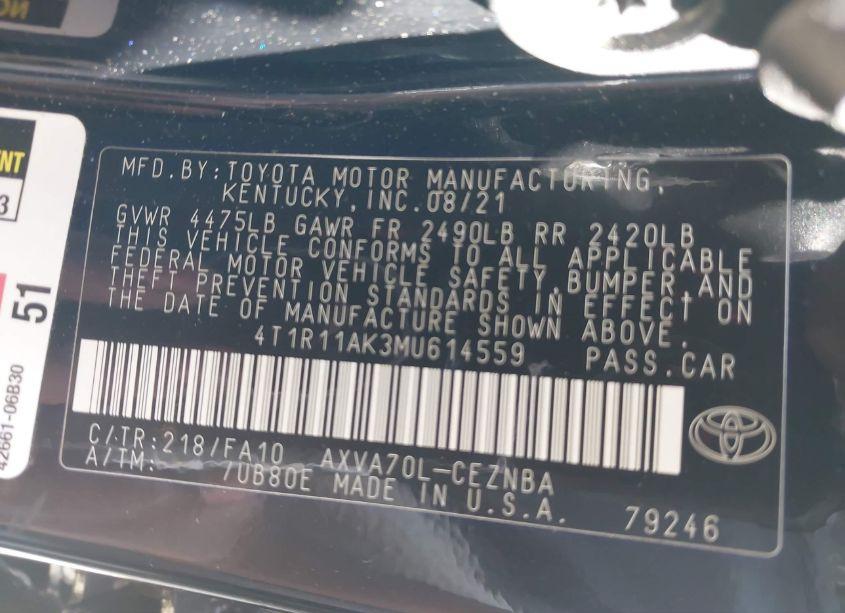 MFD.BY:TOYOTA MOTOR MANUFACTURING,
KENTUCKY,INC.08/21
GVWR 4475LB GAWR FR 2490LB RR 2420LB
THIS VEHICLE CONFORMS TO ALL APPLICABLE
FEDERAL MOTOR VEHICLE SAFETY,BUMPER AND
THEFT PREVENTION STANDARDS IN EFFECT ON
THE DATE OF MANUFACTURE SHOWN ABOVE.
4T1R11AK3MU614559 PASS.CAR
C/TR:218/FA10 AXVA70L-CEZNBA
A/TM: /UB80E MADE IN U.S.A.
79246
3
51
42661-06B30